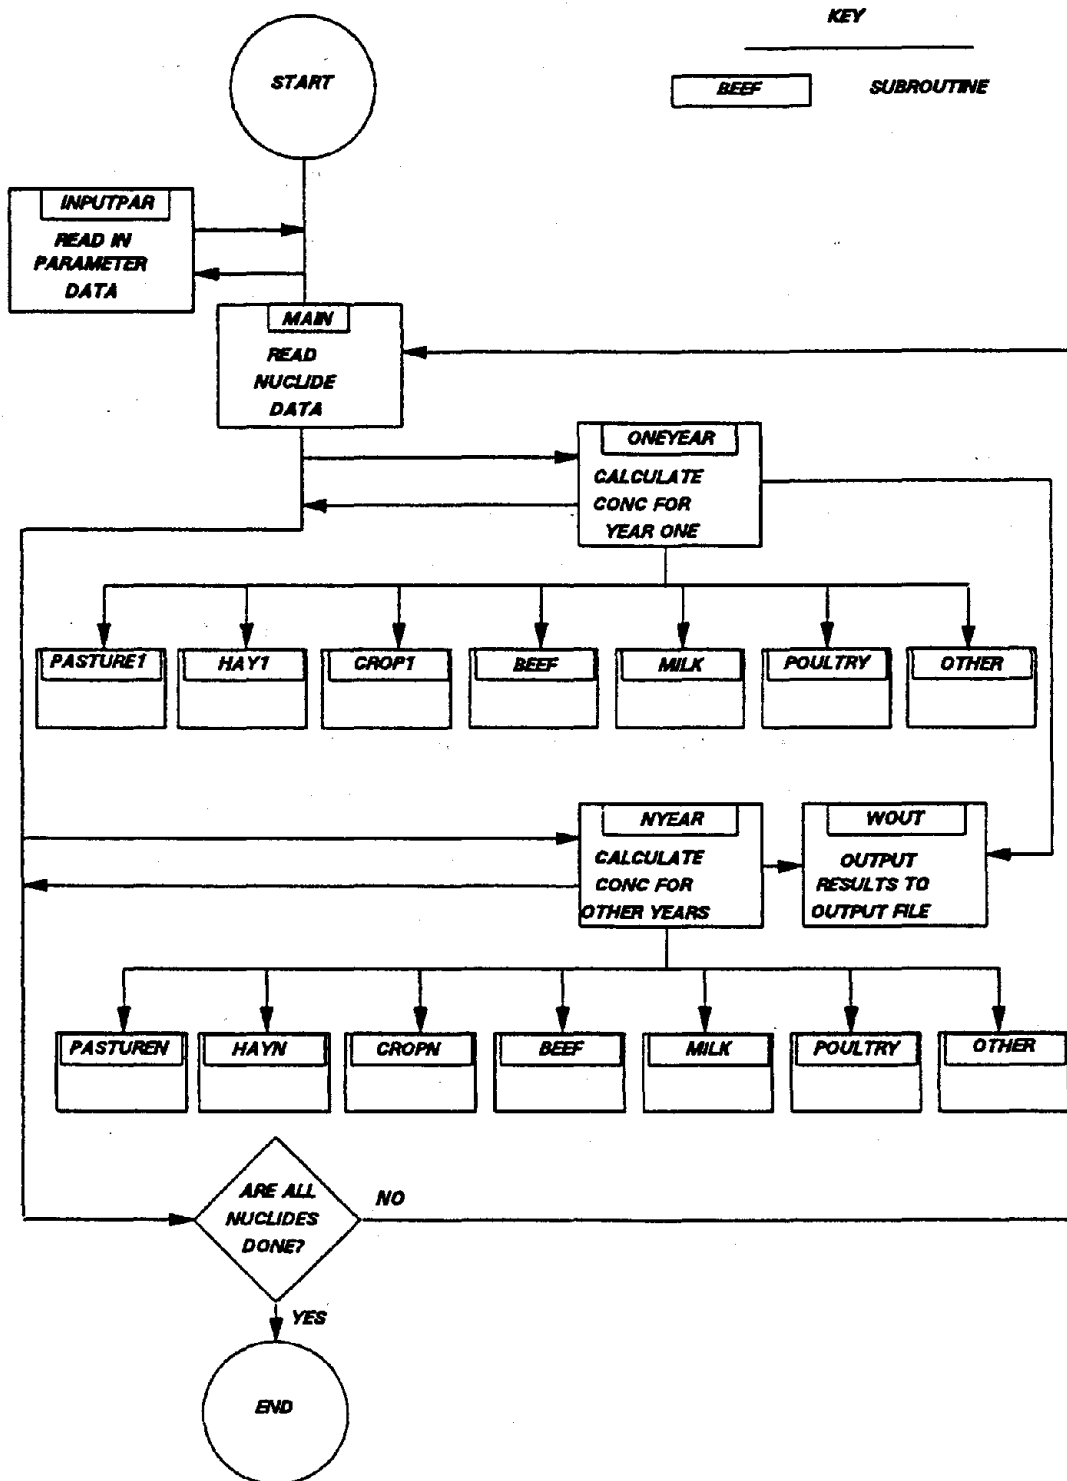 KEY
START
BEEF SUBROUTINE
INPUTPAR
READ IN
PARAMETER
DATA
MAIN
READ
NUCLIDE
DATA
ONEYEAR
CALCULATE
CONC FOR
YEAR ONE
PASTURE1 HAY1 CROP1 BEEF MILK POULTRY OTHER
NYEAR
CALCULATE
CONC FOR
OTHER YEARS
WOUT
OUTPUT
RESULTS TO
OUTPUT FILE
PASTUREN HAYN CROPN BEEF MILK POULTRY OTHER
ARE ALL
NUCLIDES
DONE?
NO
YES
END